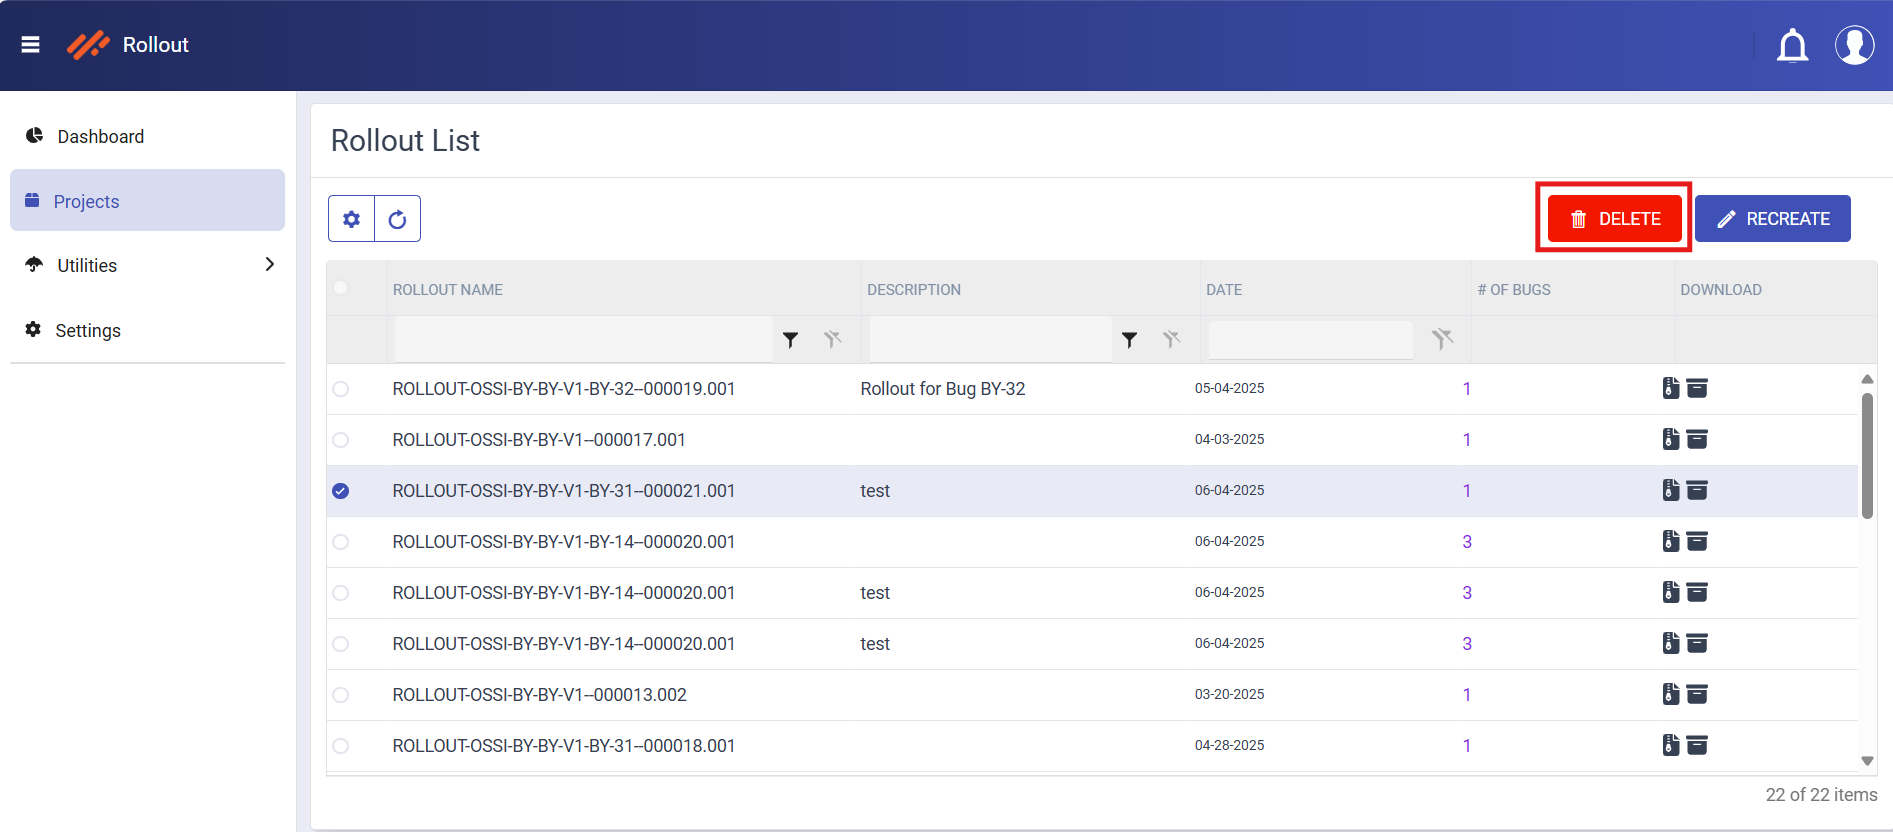 Rollout
Dashboard
Projects
Utilities
Settings
Rollout List
DELETE
RECREATE
ROLLOUT NAME DESCRIPTION DATE # OF BUGS DOWNLOAD
ROLLOUT-OSSI-BY-BY-V1-BY-32--000019.001 Rollout for Bug BY-32 05-04-2025 1
ROLLOUT-OSSI-BY-BY-V1--000017.001 04-03-2025 1
ROLLOUT-OSSI-BY-BY-V1-BY-31--000021.001 test 06-04-2025 1
ROLLOUT-OSSI-BY-BY-V1-BY-14--000020.001 06-04-2025 3
ROLLOUT-OSSI-BY-BY-V1-BY-14--000020.001 test 06-04-2025 3
ROLLOUT-OSSI-BY-BY-V1-BY-14--000020.001 test 06-04-2025 3
ROLLOUT-OSSI-BY-BY-V1--000013.002 03-20-2025 1
ROLLOUT-OSSI-BY-BY-V1-BY-31--000018.001 04-28-2025 1
22 of 22 items